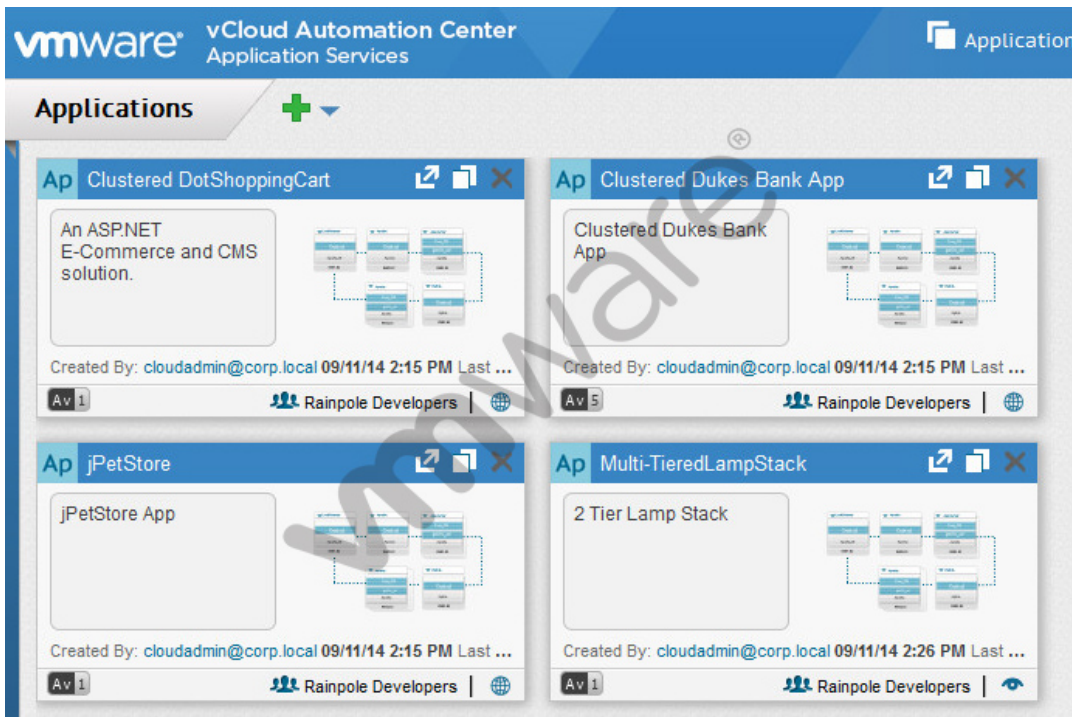 vmware® vCloud Automation Center
Application Services
Application
Applications
Ap Clustered DotShoppingCart
An ASP.NET
E-Commerce and CMS
solution.
Created By: cloudadmin@corp.local 09/11/14 2:15 PM Last ...
Av 1 Rainpole Developers |
Ap Clustered Dukes Bank App
Clustered Dukes Bank
App
Created By: cloudadmin@corp.local 09/11/14 2:15 PM Last ...
Av 5 Rainpole Developers |
Ap jPetStore
jPetStore App
Created By: cloudadmin@corp.local 09/11/14 2:15 PM Last ...
Av 1 Rainpole Developers |
Ap Multi-TieredLampStack
2 Tier Lamp Stack
Created By: cloudadmin@corp.local 09/11/14 2:26 PM Last ...
Av 1 Rainpole Developers |
vmware®